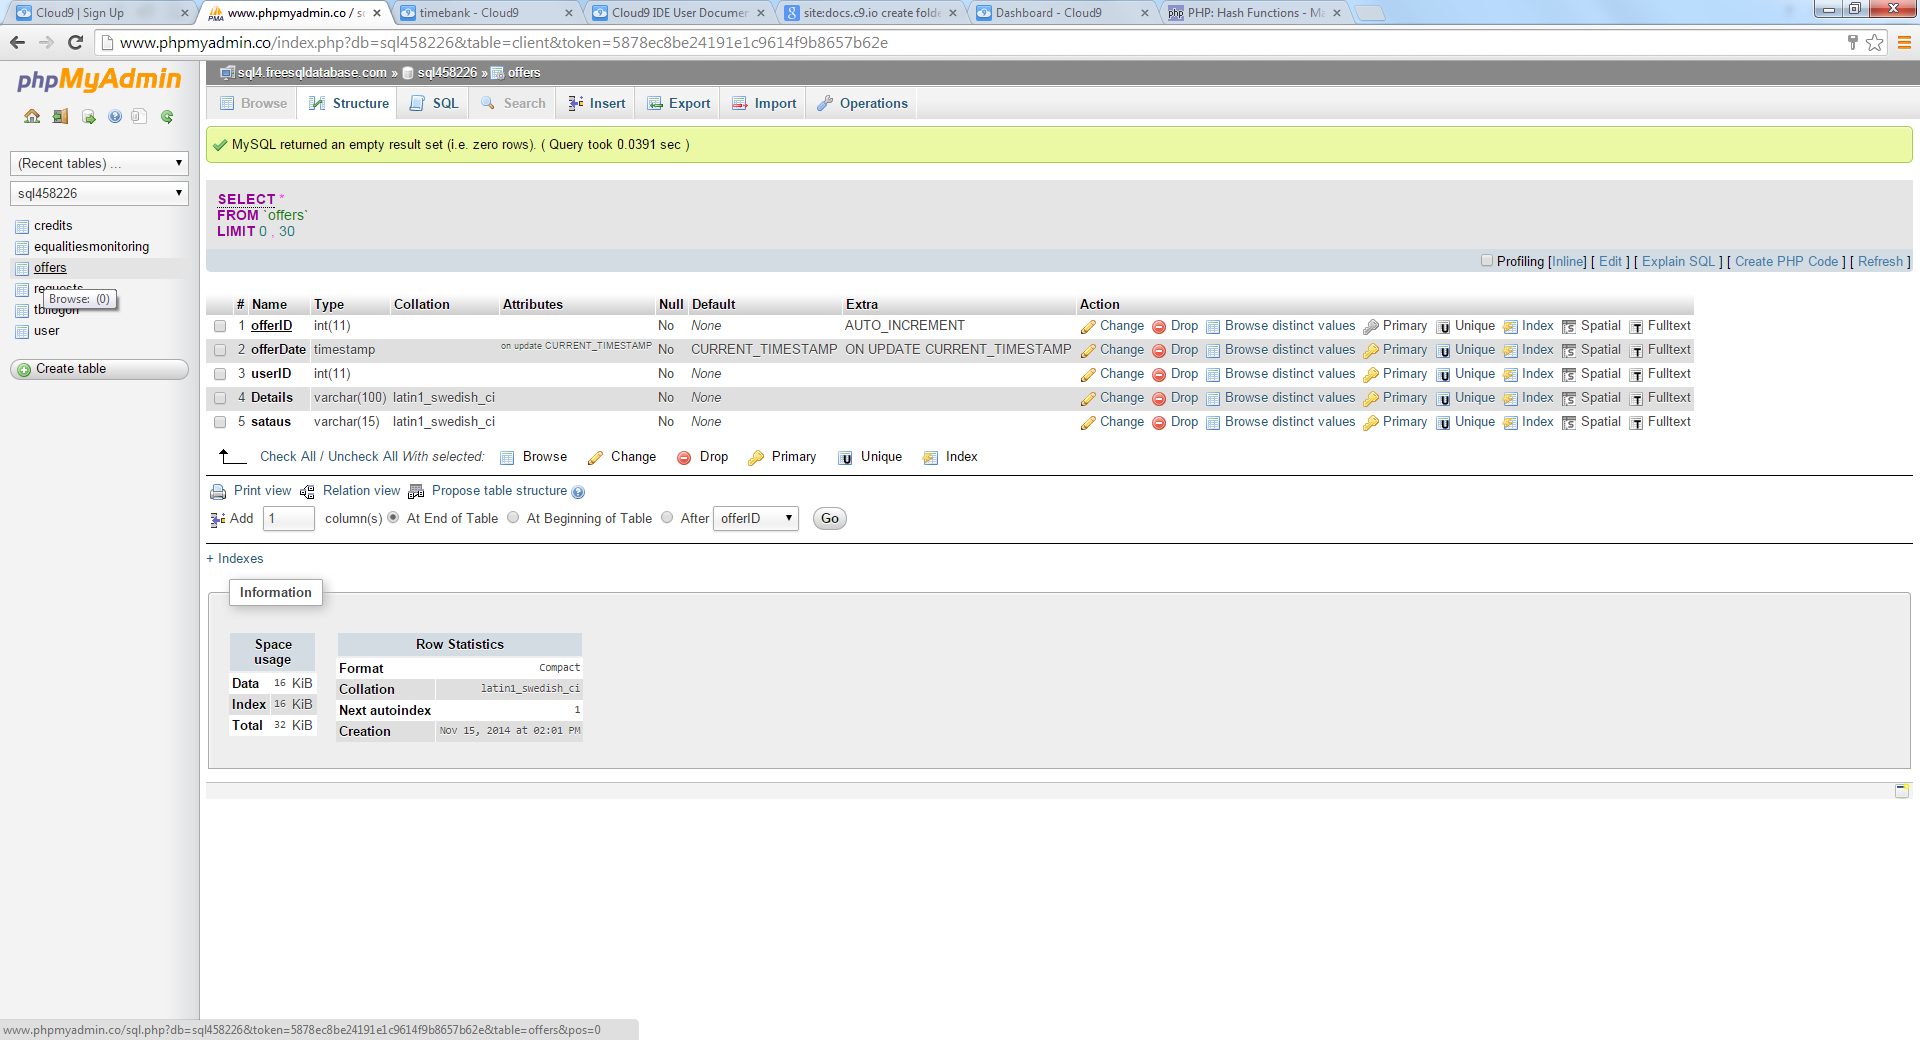 Cloud9 | Sign Up
www.phpmyadmin.co / s
timebank - Cloud9
Cloud9 IDE User Documen
site:docs.c9.io create folde
Dashboard - Cloud9
PHP: Hash Functions - Ma
www.phpmyadmin.co/index.php?db=sql458226&table=client&token=5878ec8be24191e1c9614f9b8657b62e
phpMyAdmin
(Recent tables) ...
sql458226
credits
equalitiesmonitoring
offers
requests
Browse: (0)
tbllogon
user
Create table
sql4.freesqldatabase.com » sql458226 » offers
Browse Structure SQL Search Insert Export Import Operations
MySQL returned an empty result set (i.e. zero rows). ( Query took 0.0391 sec )
SELECT *
FROM `offers`
LIMIT 0 , 30
Profiling [Inline] [ Edit ] [ Explain SQL ] [ Create PHP Code ] [ Refresh ]
# Name Type Collation Attributes Null Default Extra Action
1 offerID int(11) No None AUTO_INCREMENT Change Drop Browse distinct values Primary Unique Index Spatial Fulltext
2 offerDate timestamp on update CURRENT_TIMESTAMP No CURRENT_TIMESTAMP ON UPDATE CURRENT_TIMESTAMP Change Drop Browse distinct values Primary Unique Index Spatial Fulltext
3 userID int(11) No None Change Drop Browse distinct values Primary Unique Index Spatial Fulltext
4 Details varchar(100) latin1_swedish_ci No None Change Drop Browse distinct values Primary Unique Index Spatial Fulltext
5 sataus varchar(15) latin1_swedish_ci No None Change Drop Browse distinct values Primary Unique Index Spatial Fulltext
Check All / Uncheck All With selected: Browse Change Drop Primary Unique Index
Print view Relation view Propose table structure
Add 1 column(s) At End of Table At Beginning of Table After offerID Go
+ Indexes
Information
Space
usage
Data 16 KiB
Index 16 KiB
Total 32 KiB
Row Statistics
Format Compact
Collation latin1_swedish_ci
Next autoindex 1
Creation Nov 15, 2014 at 02:01 PM
www.phpmyadmin.co/sql.php?db=sql458226&token=5878ec8be24191e1c9614f9b8657b62e&table=offers&pos=0